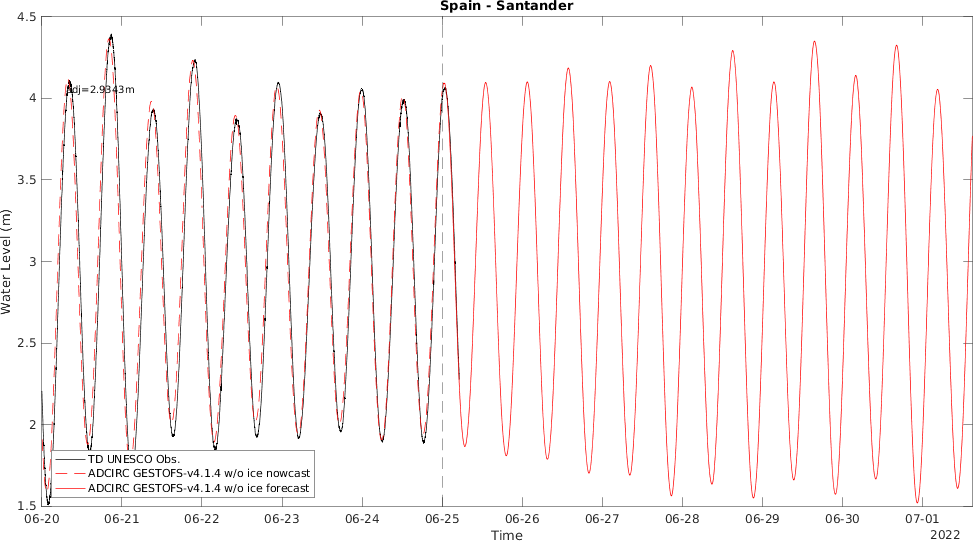 Spain - Santander
4.5
4
3.5
3
2.5
2
1.5
Water Level (m)
adj=2.9343m
TD UNESCO Obs.
ADCIRC GESTOFS-v4.1.4 w/o ice nowcast
ADCIRC GESTOFS-v4.1.4 w/o ice forecast
06-20 06-21 06-22 06-23 06-24 06-25 06-26 06-27 06-28 06-29 06-30 07-01
Time
2022